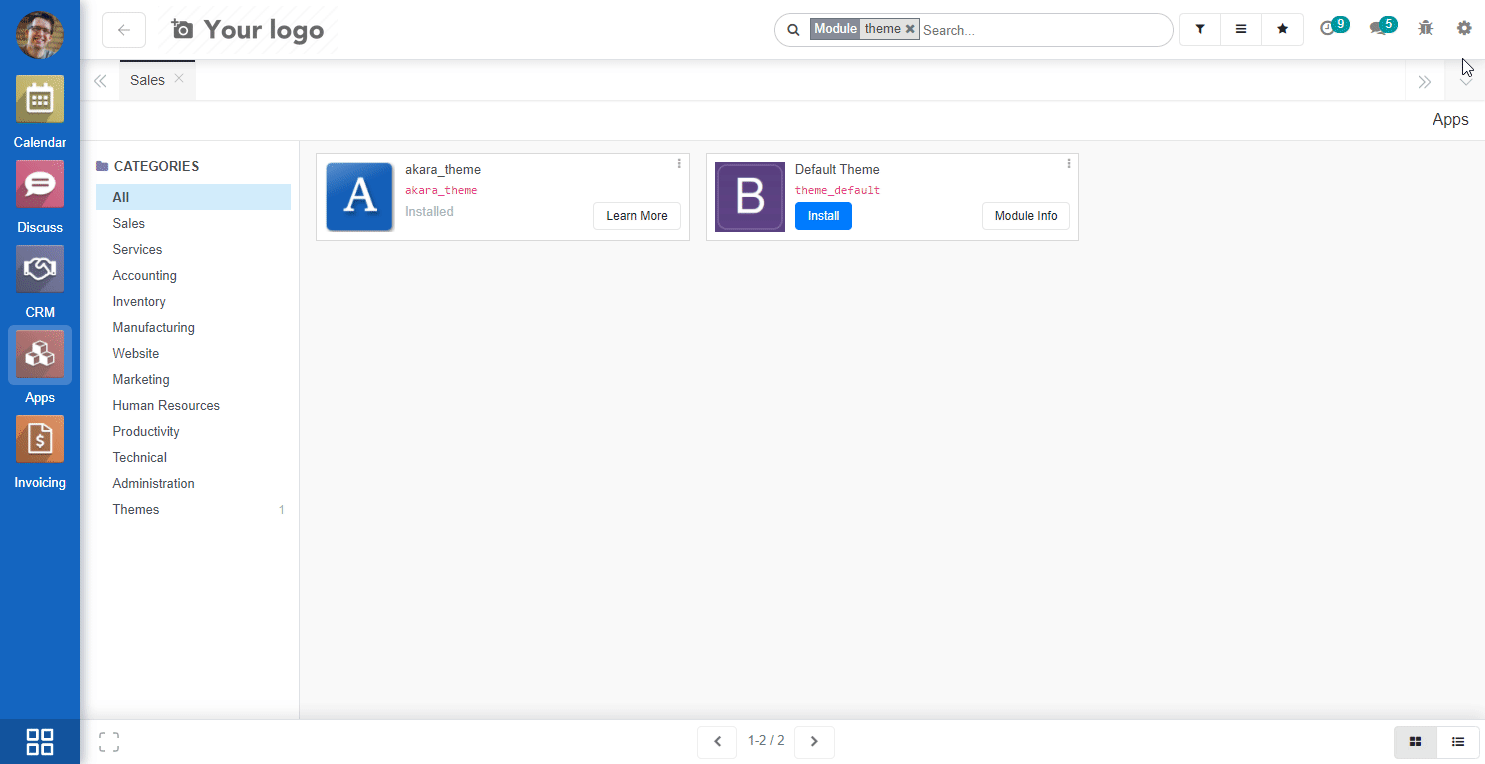 Your logo
Module theme Search...
9
5
Sales
Apps
Calendar
Discuss
CRM
Apps
Invoicing
CATEGORIES
All
Sales
Services
Accounting
Inventory
Manufacturing
Website
Marketing
Human Resources
Productivity
Technical
Administration
Themes 1
A
akara_theme
akara_theme
Installed
Learn More
B
Default Theme
theme_default
Install
Module Info
1-2 / 2